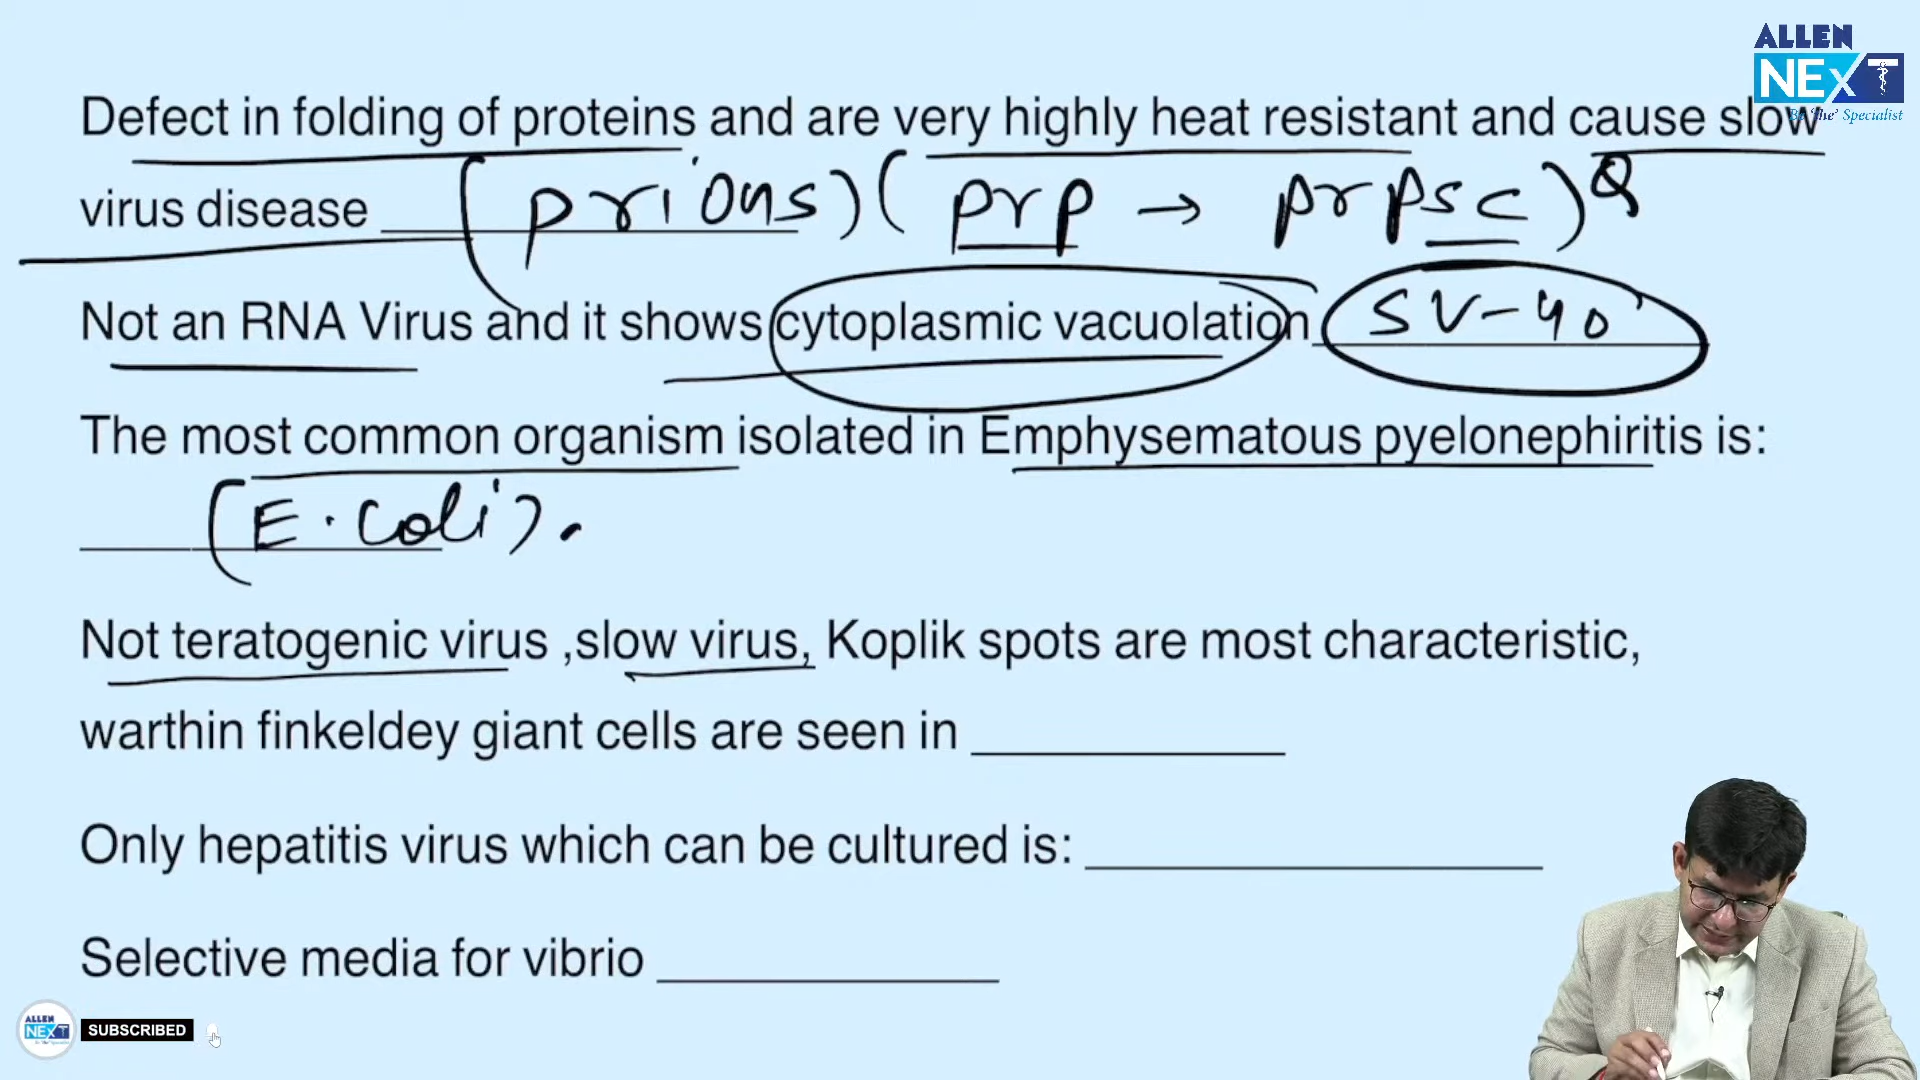 ALLEN
NEXT
Be 'the' Specialist
Defect in folding of proteins and are very highly heat resistant and cause slow
virus disease (prions) (prp → prpsc)
Not an RNA Virus and it shows cytoplasmic vacuolation SV-40
The most common organism isolated in Emphysematous pyelonephiritis is:
(E. Coli).
Not teratogenic virus ,slow virus, Koplik spots are most characteristic,
warthin finkeldey giant cells are seen in
Only hepatitis virus which can be cultured is:
Selective media for vibrio
ALLEN
NEXT
SUBSCRIBED